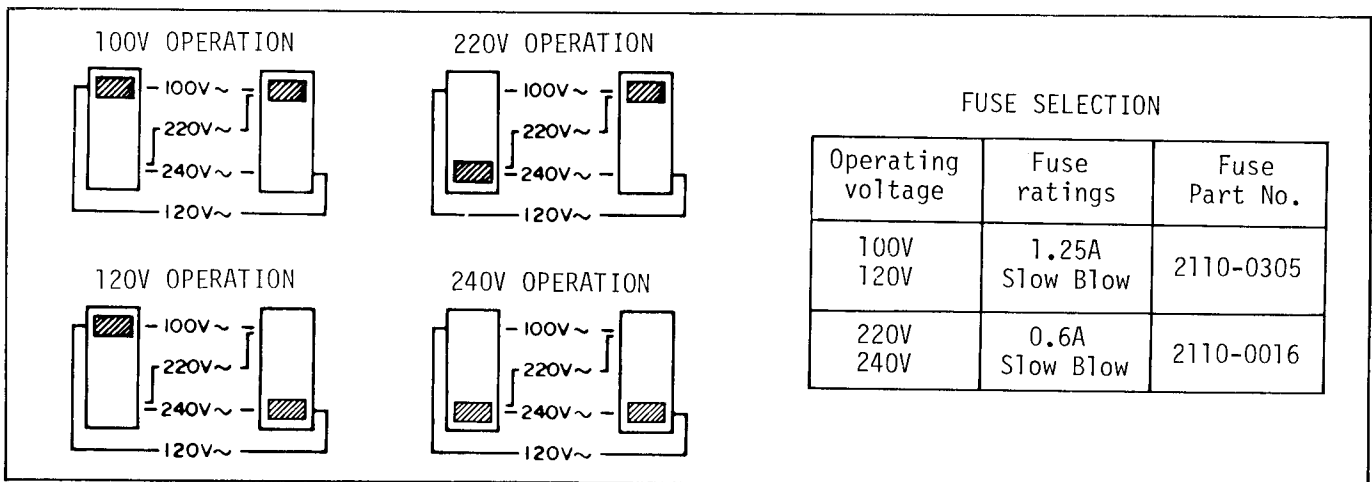 100V OPERATION
100V~
220V~
240V~
120V~
220V OPERATION
100V~
220V~
240V~
120V~
120V OPERATION
100V~
220V~
240V~
120V~
240V OPERATION
100V~
220V~
240V~
120V~
FUSE SELECTION
Operating voltage | Fuse ratings | Fuse Part No.
100V 120V | 1.25A Slow Blow | 2110-0305
220V 240V | 0.6A Slow Blow | 2110-0016